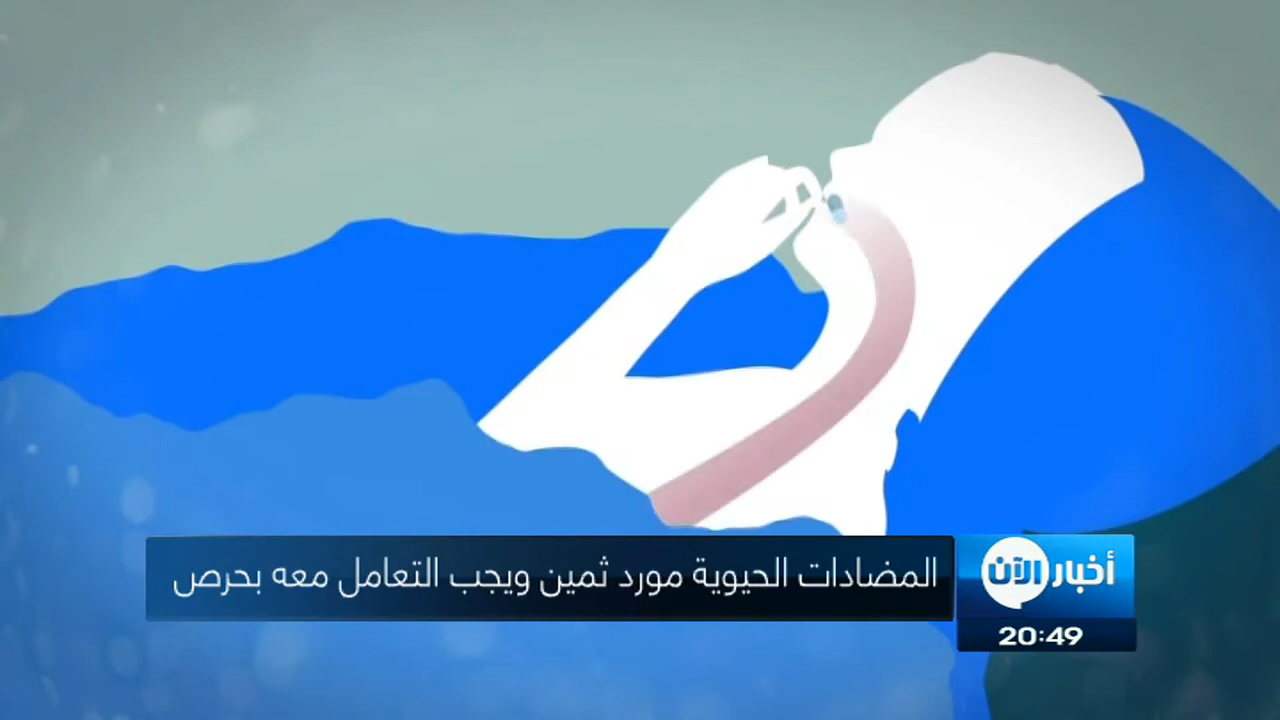 المضادات الحيوية مورد ثمين ويجب التعامل معه بحرص
أخبار الآن
20:49